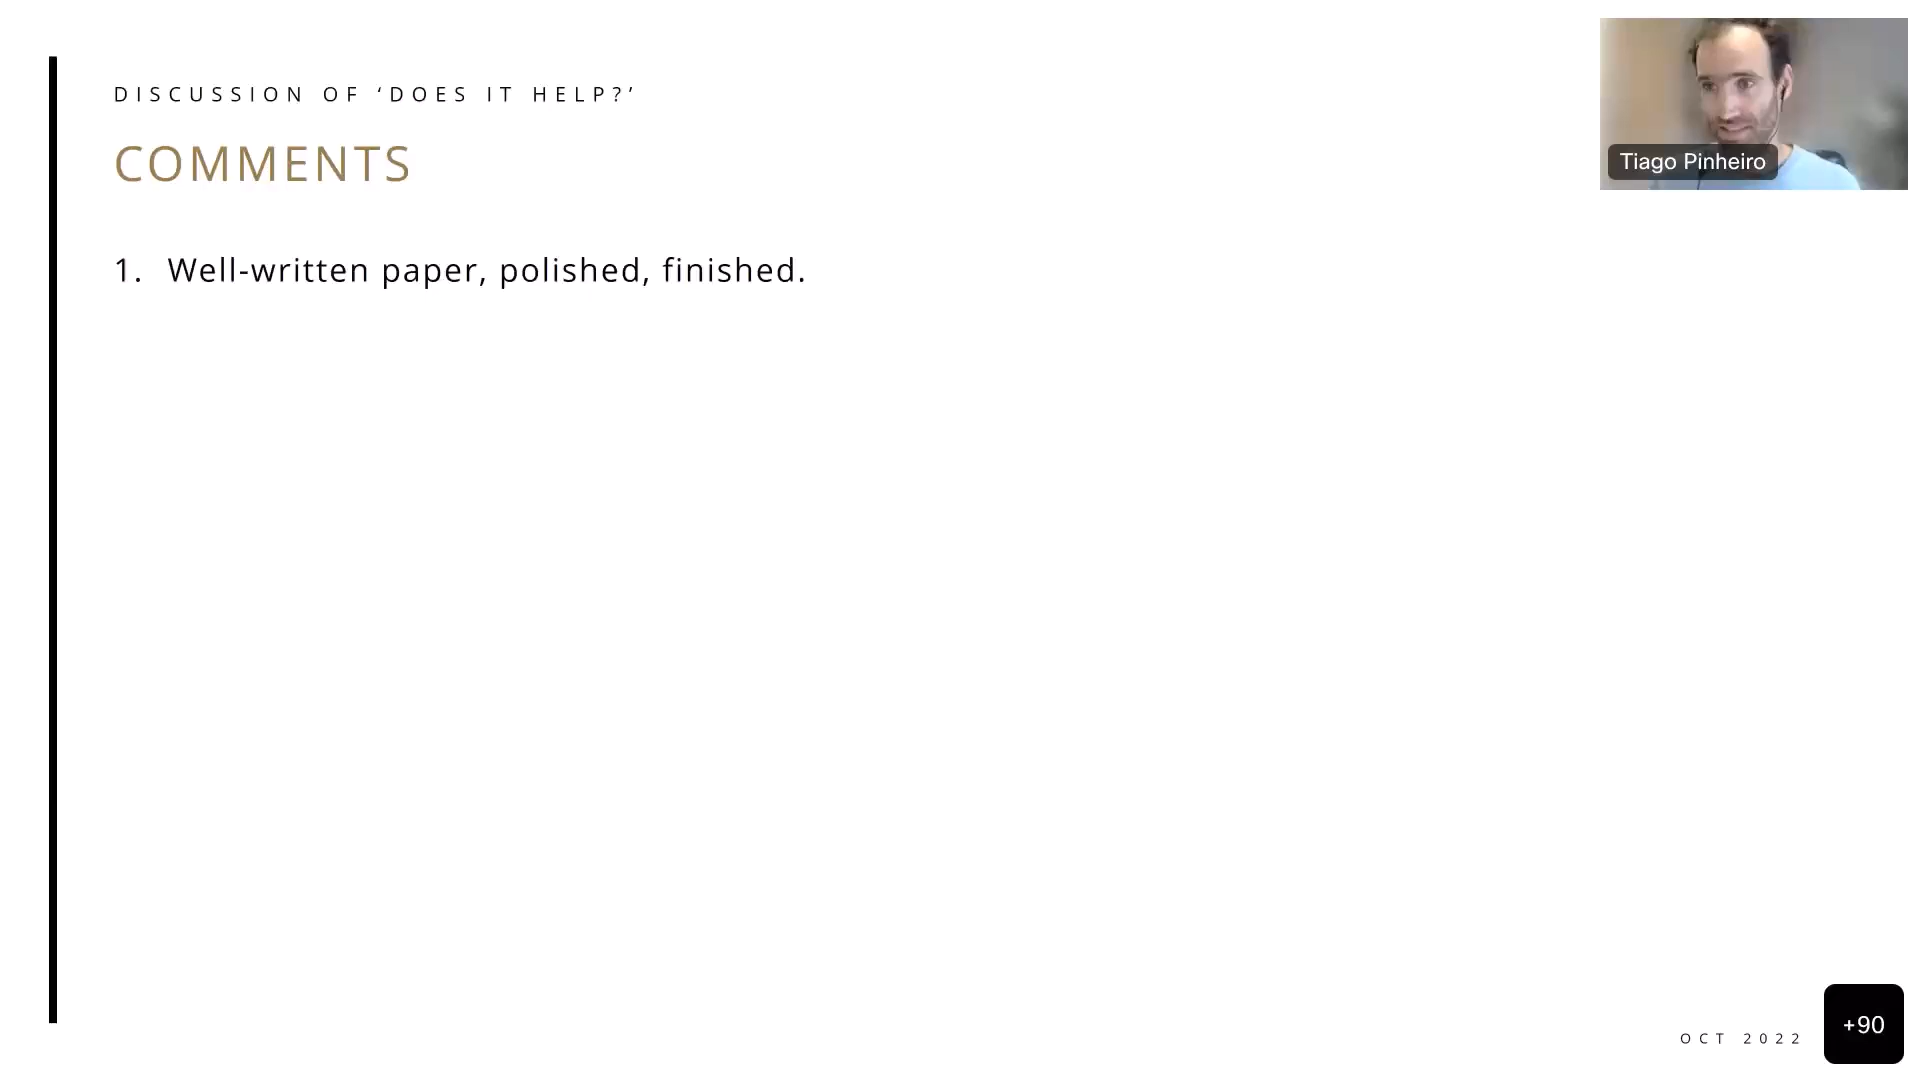 DISCUSSION OF ‘DOES IT HELP?’
COMMENTS
1. Well-written paper, polished, finished.
Tiago Pinheiro
OCT 2022
+90